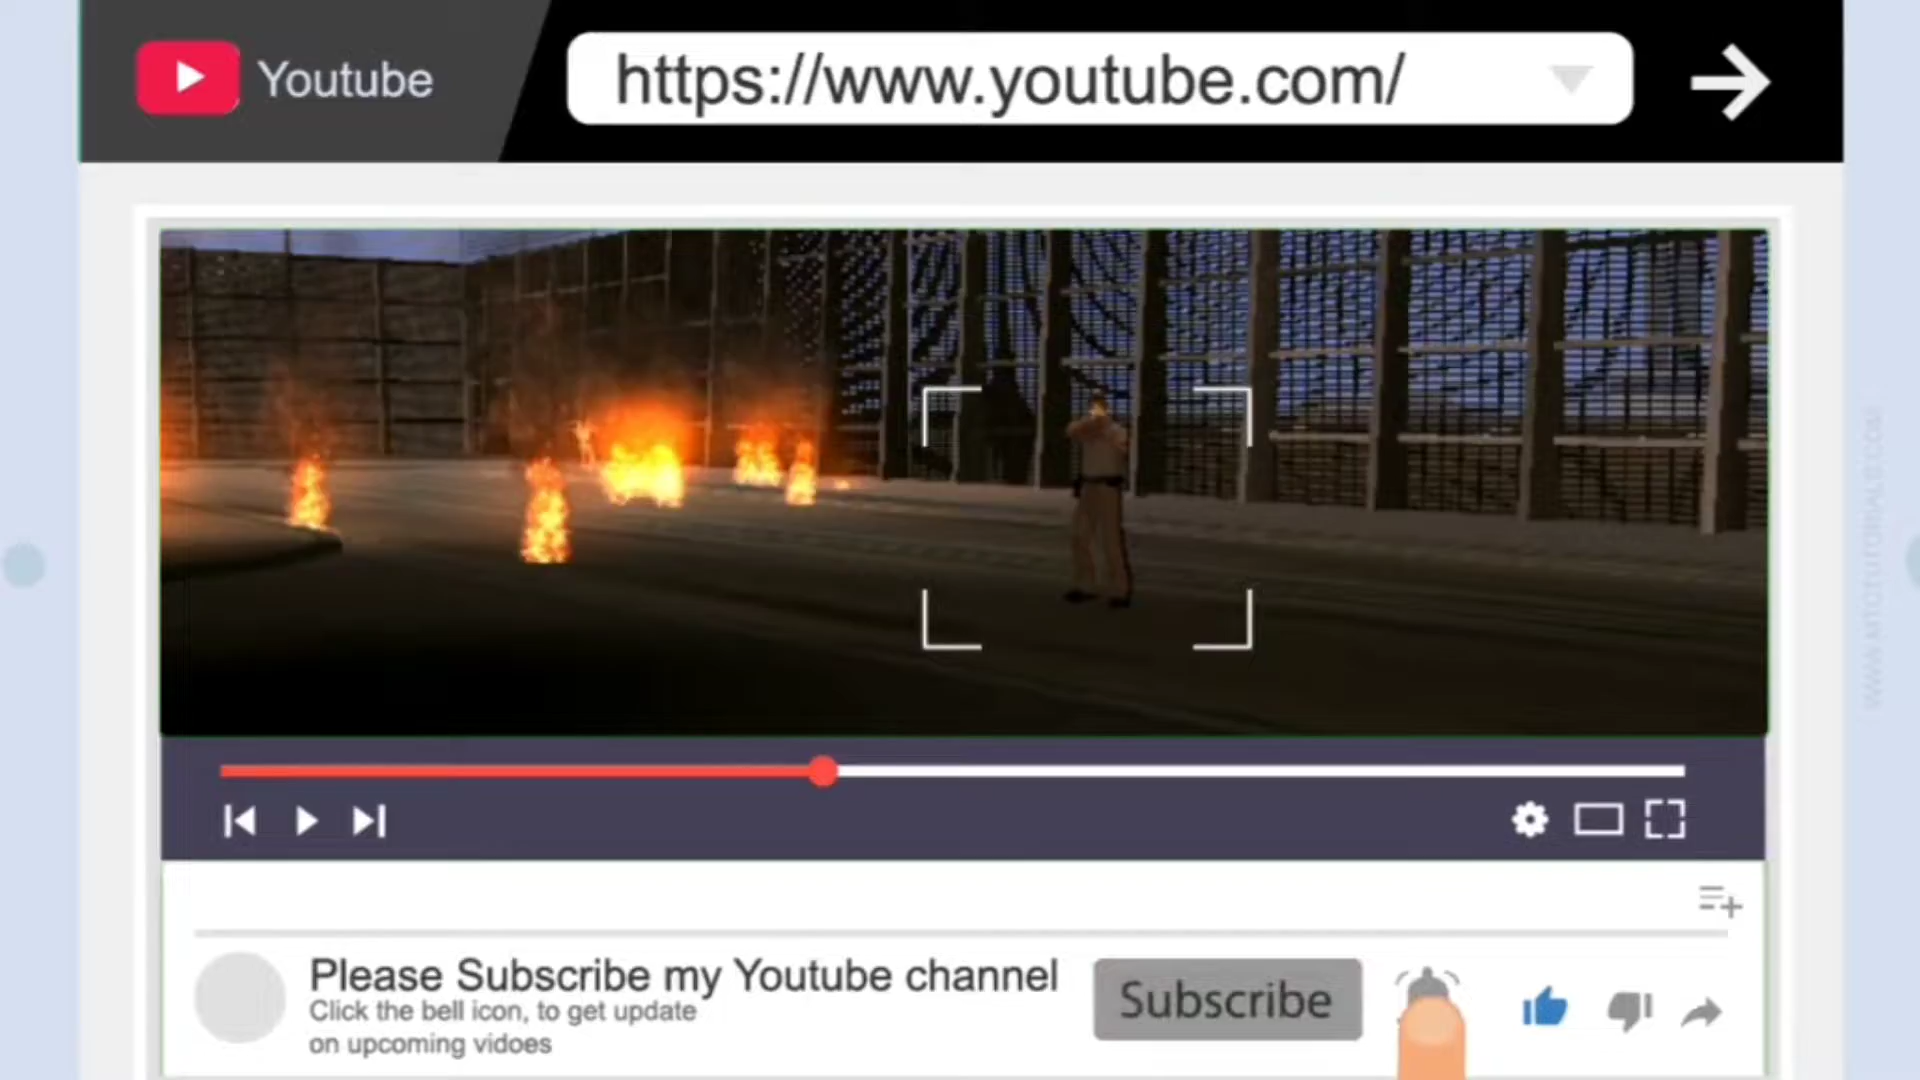 Youtube
https://www.youtube.com/
Please Subscribe my Youtube channel
Click the bell icon, to get update
on upcoming vidoes
Subscribe